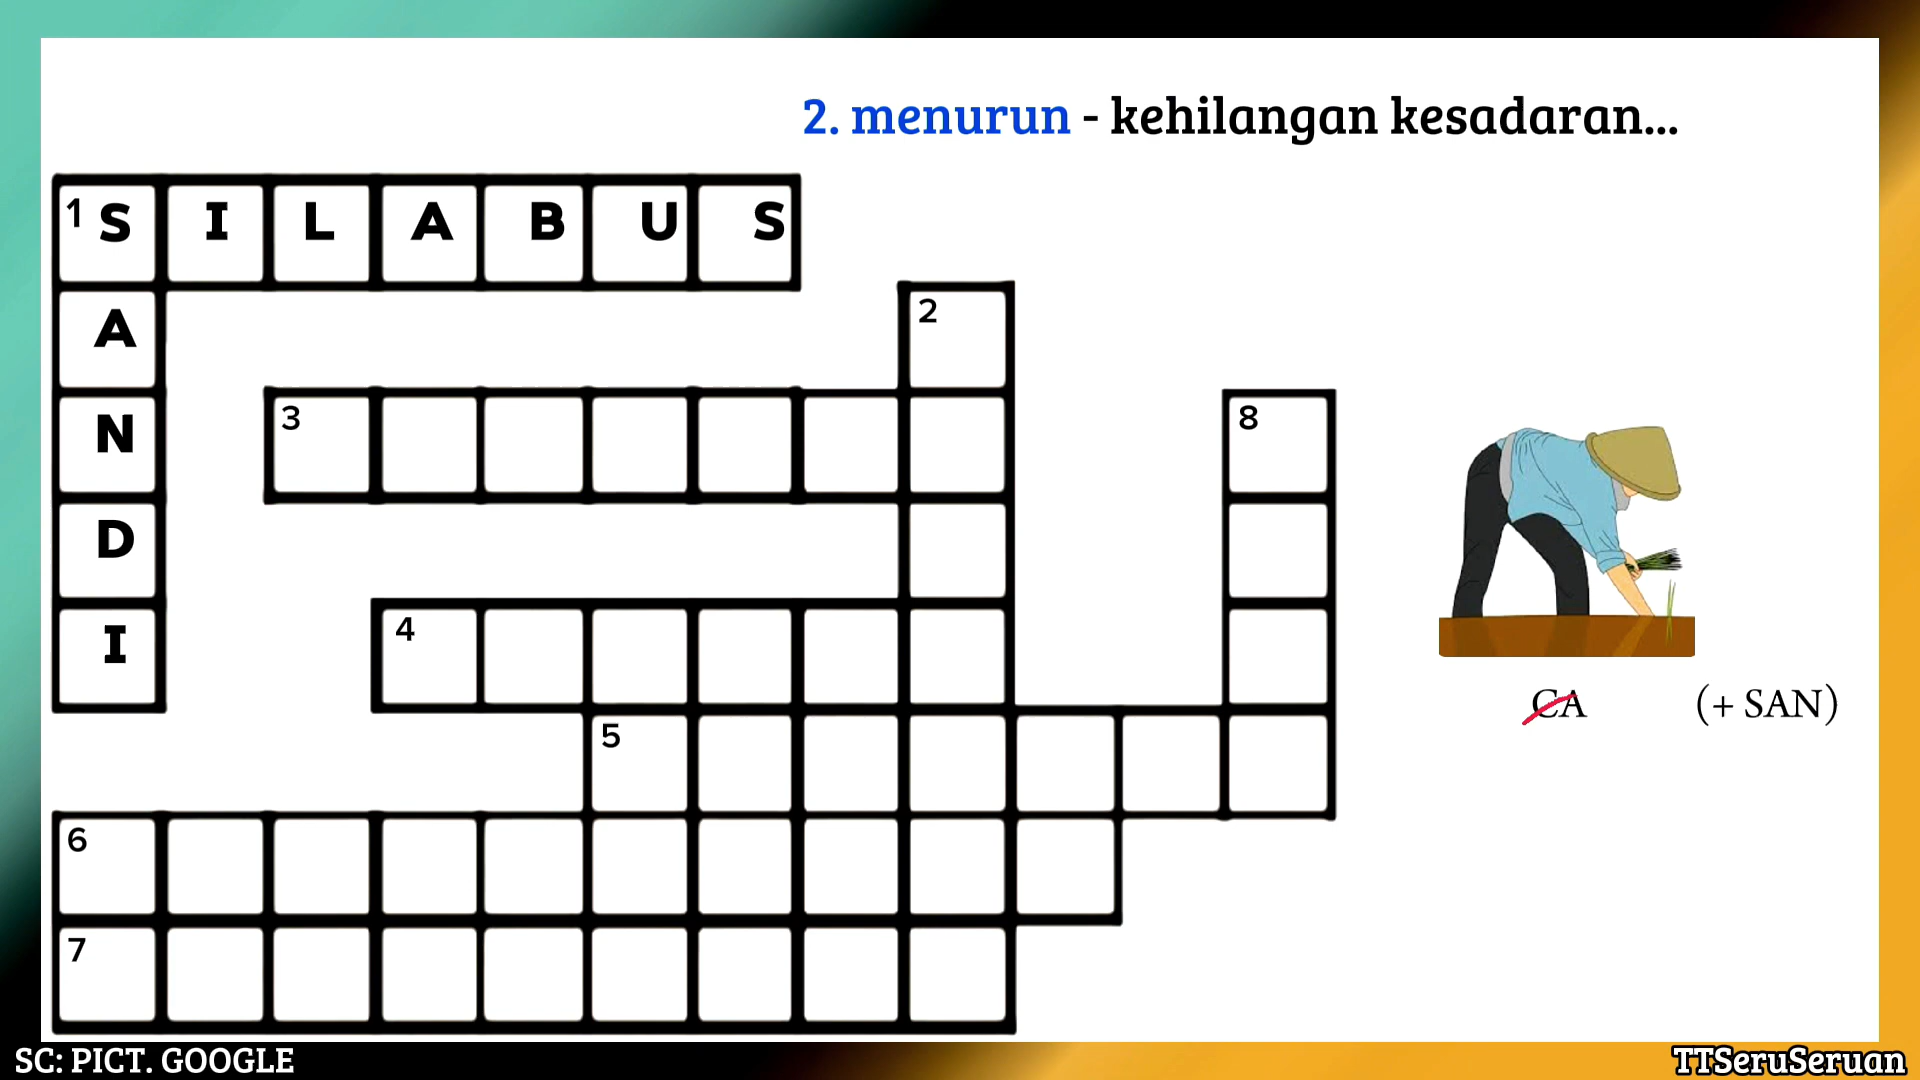 2. menurun - kehilangan kesadaran...
1 S I L A B U S
A
2
N
3
8
D
I
4
CA (+ SAN)
5
6
7
SC: PICT. GOOGLE
TTSeruSeruan